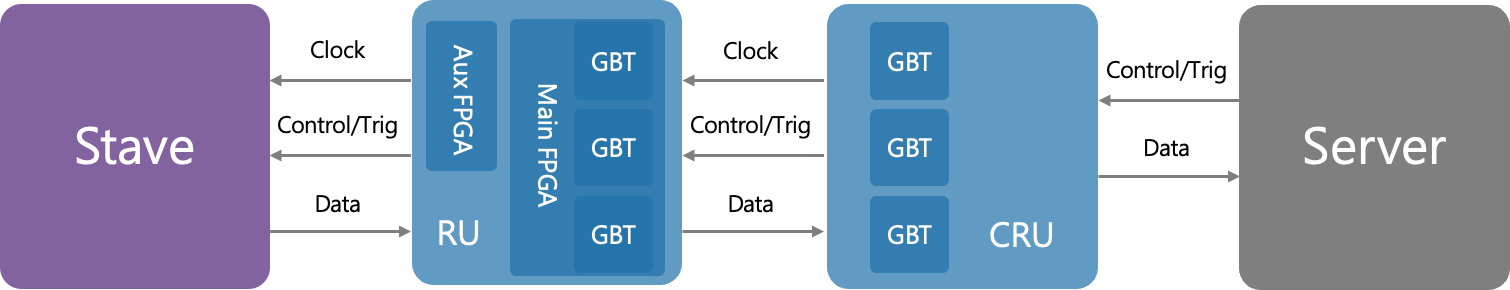 Stave
Clock
Control/Trig
Data
Aux FPGA
RU
Main FPGA
GBT
GBT
GBT
Clock
Control/Trig
Data
GBT
GBT
GBT
CRU
Control/Trig
Data
Server